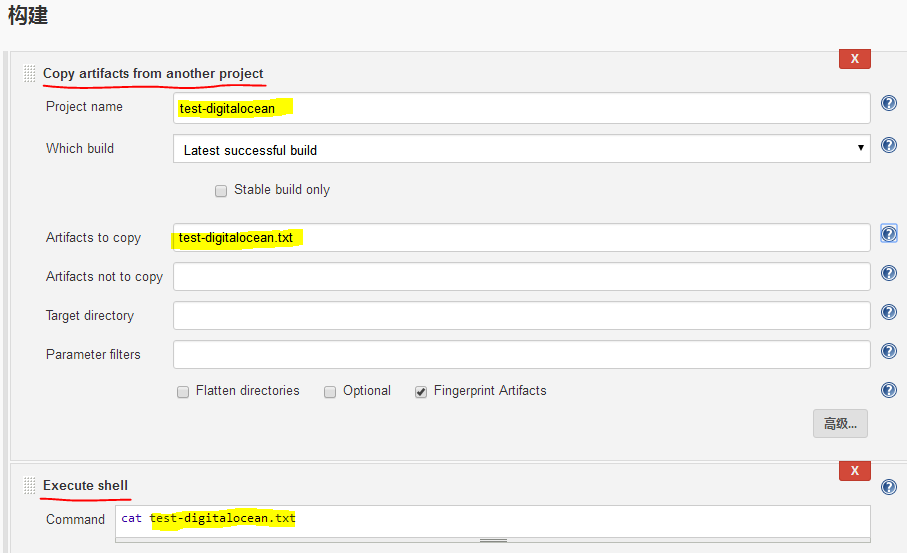 构建
X
Copy artifacts from another project
Project name test-digitalocean ?
Which build Latest successful build ?
Stable build only
Artifacts to copy test-digitalocean.txt ?
Artifacts not to copy ?
Target directory ?
Parameter filters ?
Flatten directories Optional Fingerprint Artifacts ?
高级...
X
Execute shell ?
Command cat test-digitalocean.txt